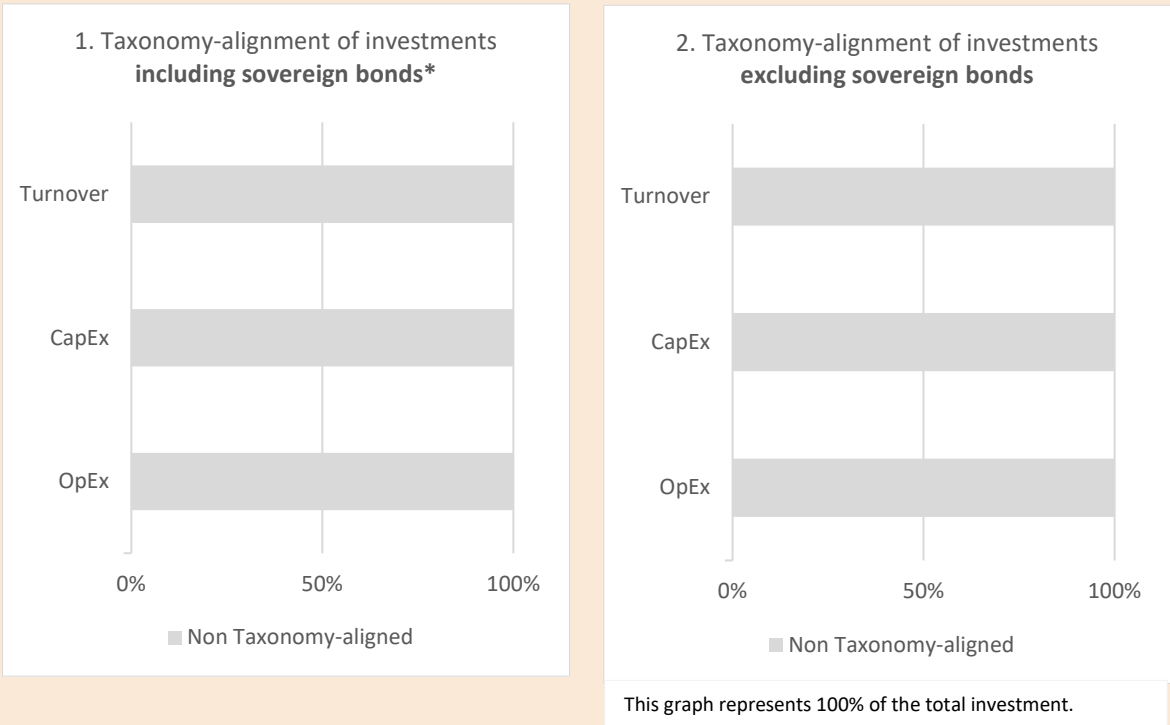 1. Taxonomy-alignment of investments
including sovereign bonds*
Turnover
CapEx
OpEx
0%
50%
100%
Non Taxonomy-aligned
2. Taxonomy-alignment of investments
excluding sovereign bonds
Turnover
CapEx
OpEx
0%
50%
100%
Non Taxonomy-aligned
This graph represents 100% of the total investment.